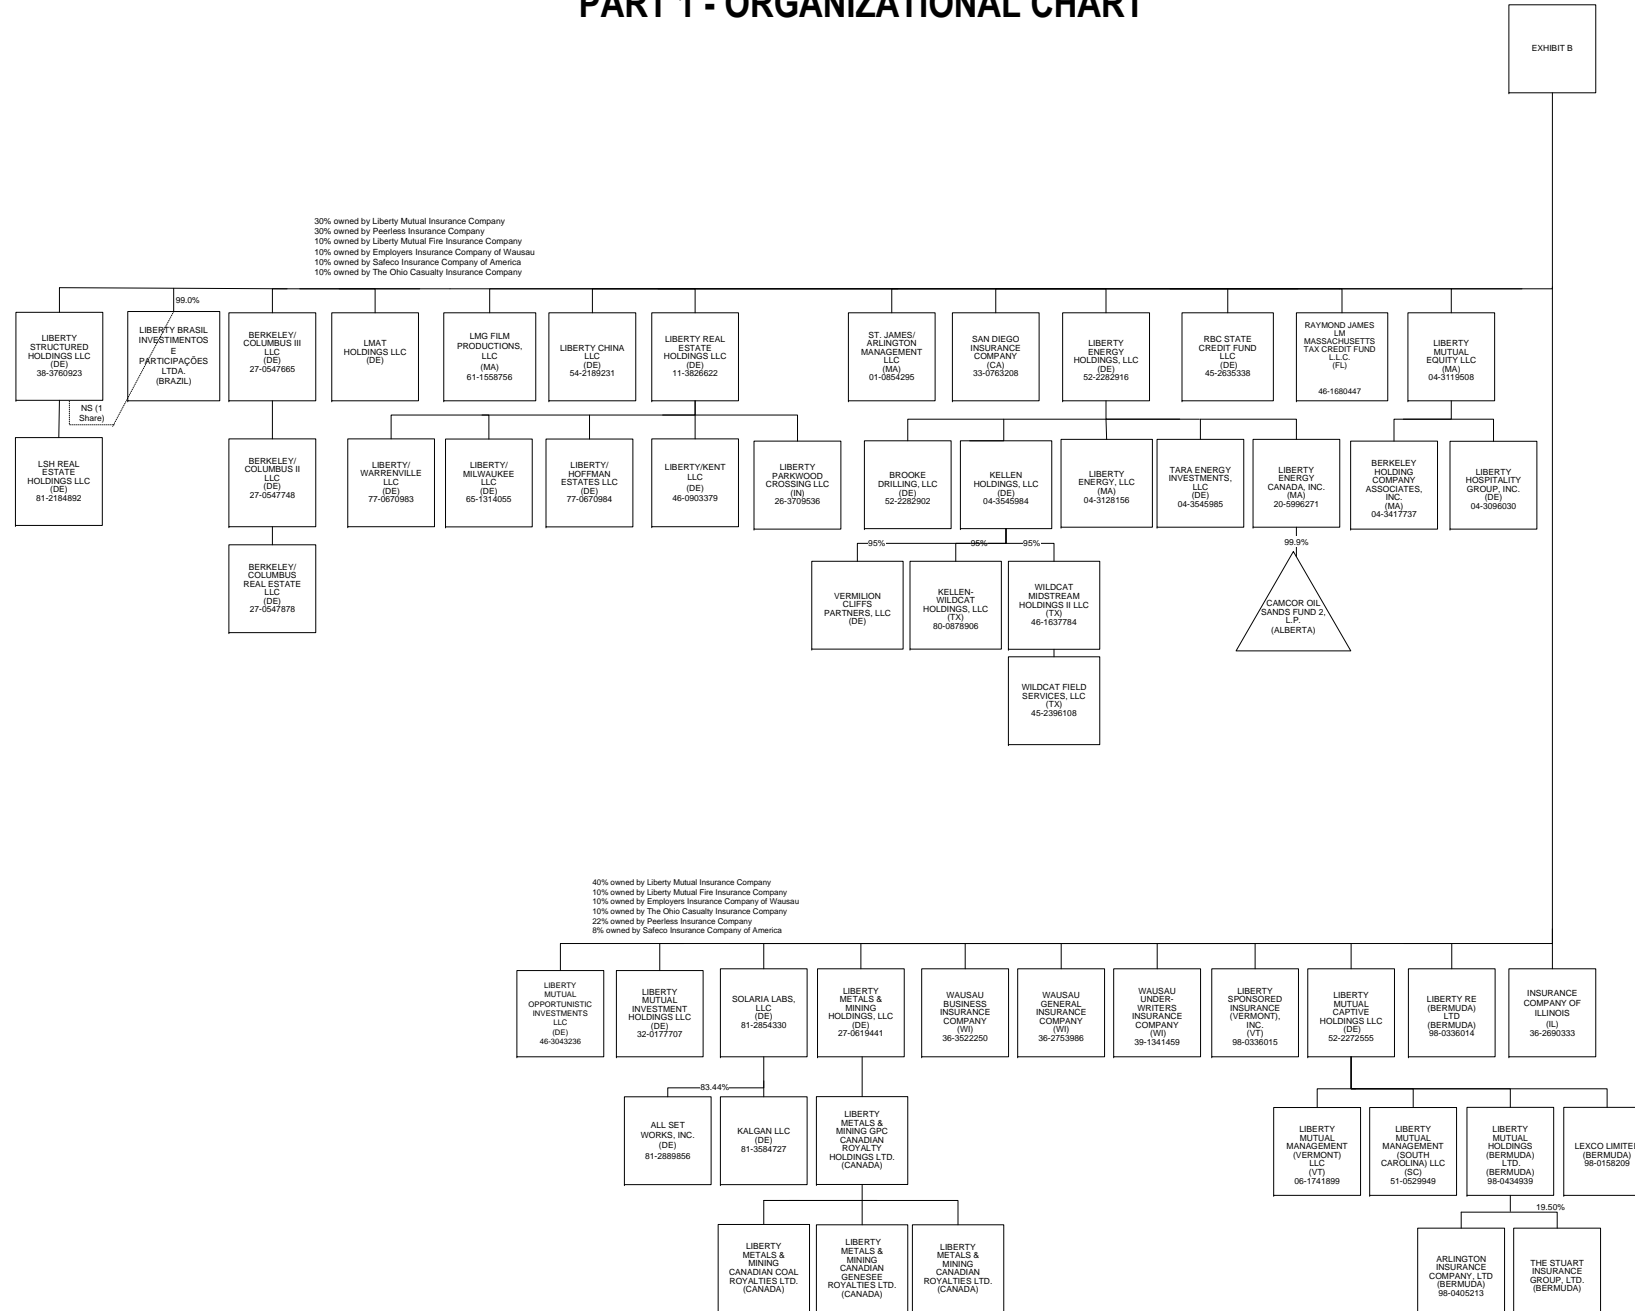 PART 1 - ORGANIZATIONAL CHART
EXHIBIT B
30% owned by Liberty Mutual Insurance Company
30% owned by Peerless Insurance Company
10% owned by Liberty Mutual Fire Insurance Company
10% owned by Employers Insurance Company of Wausau
10% owned by Safeco Insurance Company of America
10% owned by The Ohio Casualty Insurance Company
99.0%
LIBERTY
STRUCTURED
HOLDINGS LLC
(DE)
38-3760923
LIBERTY BRASIL
INVESTIMENTOS
E
PARTICIPAÇÕES
LTDA.
(BRAZIL)
BERKELEY/
COLUMBUS III
LLC
(DE)
27-0547665
LMAT
HOLDINGS LLC
(DE)
LMG FILM
PRODUCTIONS,
LLC
(MA)
61-1558756
LIBERTY CHINA
LLC
(DE)
54-2189231
LIBERTY REAL
ESTATE
HOLDINGS LLC
(DE)
11-3826622
ST. JAMES/
ARLINGTON
MANAGEMENT
LLC
(MA)
01-0854295
SAN DIEGO
INSURANCE
COMPANY
(CA)
33-0763208
LIBERTY
ENERGY
HOLDINGS, LLC
(DE)
52-2282916
RBC STATE
CREDIT FUND
LLC
(DE)
45-2635338
RAYMOND JAMES
LM
MASSACHUSETTS
TAX CREDIT FUND
L.L.C.
(FL)
46-1680447
LIBERTY
MUTUAL
EQUITY LLC
(MA)
04-3119508
NS (1
Share)
LSH REAL
ESTATE
HOLDINGS LLC
(DE)
81-2184892
BERKELEY/
COLUMBUS II
LLC
(DE)
27-0547748
LIBERTY/
WARRENVILLE
LLC
(DE)
77-0670983
LIBERTY/
MILWAUKEE
LLC
(DE)
65-1314055
LIBERTY/
HOFFMAN
ESTATES LLC
(DE)
77-0670984
LIBERTY/KENT
LLC
(DE)
46-0903379
LIBERTY
PARKWOOD
CROSSING LLC
(IN)
26-3709536
BROOKE
DRILLING, LLC
(DE)
52-2282902
KELLEN
HOLDINGS, LLC
(DE)
04-3545984
LIBERTY
ENERGY, LLC
(MA)
04-3128156
TARA ENERGY
INVESTMENTS,
LLC
(DE)
04-3545985
LIBERTY
ENERGY
CANADA, INC.
(MA)
20-5996271
BERKELEY
HOLDING
COMPANY
ASSOCIATES,
INC.
(MA)
04-3417737
LIBERTY
HOSPITALITY
GROUP, INC.
(DE)
04-3096030
95%
95%
95%
99.9%
BERKELEY/
COLUMBUS
REAL ESTATE
LLC
(DE)
27-0547878
VERMILION
CLIFFS
PARTNERS, LLC
(DE)
KELLEN-
WILDCAT
HOLDINGS, LLC
(TX)
80-0878906
WILDCAT
MIDSTREAM
HOLDINGS II LLC
(TX)
46-1637784
CAMCOR OIL
SANDS FUND 2,
L.P.
(ALBERTA)
WILDCAT FIELD
SERVICES, LLC
(TX)
45-2396108
40% owned by Liberty Mutual Insurance Company
10% owned by Liberty Mutual Fire Insurance Company
10% owned by Employers Insurance Company of Wausau
10% owned by The Ohio Casualty Insurance Company
22% owned by Peerless Insurance Company
8% owned by Safeco Insurance Company of America
LIBERTY
MUTUAL
OPPORTUNISTIC
INVESTMENTS
LLC
(DE)
46-3043236
LIBERTY
MUTUAL
INVESTMENT
HOLDINGS LLC
(DE)
32-0177707
SOLARIA LABS,
LLC
(DE)
81-2854330
LIBERTY
METALS &
MINING
HOLDINGS, LLC
(DE)
27-0619441
WAUSAU
BUSINESS
INSURANCE
COMPANY
(WI)
36-3522250
WAUSAU
GENERAL
INSURANCE
COMPANY
(WI)
36-2753986
WAUSAU
UNDER-
WRITERS
INSURANCE
COMPANY
(WI)
39-1341459
LIBERTY
SPONSORED
INSURANCE
(VERMONT),
INC.
(VT)
98-0336015
LIBERTY
MUTUAL
CAPTIVE
HOLDINGS LLC
(DE)
52-2272555
LIBERTY RE
(BERMUDA)
LTD
(BERMUDA)
98-0336014
INSURANCE
COMPANY OF
ILLINOIS
(IL)
36-2690333
83.44%
ALL SET
WORKS, INC.
(DE)
81-2889856
KALGAN LLC
(DE)
81-3584727
LIBERTY
METALS &
MINING GPC
CANADIAN
ROYALTY
HOLDINGS LTD.
(CANADA)
LIBERTY
MUTUAL
MANAGEMENT
(VERMONT)
LLC
(VT)
06-1741899
LIBERTY
MUTUAL
MANAGEMENT
(SOUTH
CAROLINA) LLC
(SC)
51-0529949
LIBERTY
MUTUAL
HOLDINGS
(BERMUDA)
LTD.
(BERMUDA)
98-0434939
LEXCO LIMITE
(BERMUDA)
98-0158209
19.50%
LIBERTY
METALS &
MINING
CANADIAN COAL
ROYALTIES LTD.
(CANADA)
LIBERTY
METALS &
MINING
CANADIAN
GENESEE
ROYALTIES LTD.
(CANADA)
LIBERTY
METALS &
MINING
CANADIAN
ROYALTIES LTD.
(CANADA)
ARLINGTON
INSURANCE
COMPANY, LTD
(BERMUDA)
98-0405213
THE STUART
INSURANCE
GROUP, LTD.
(BERMUDA)